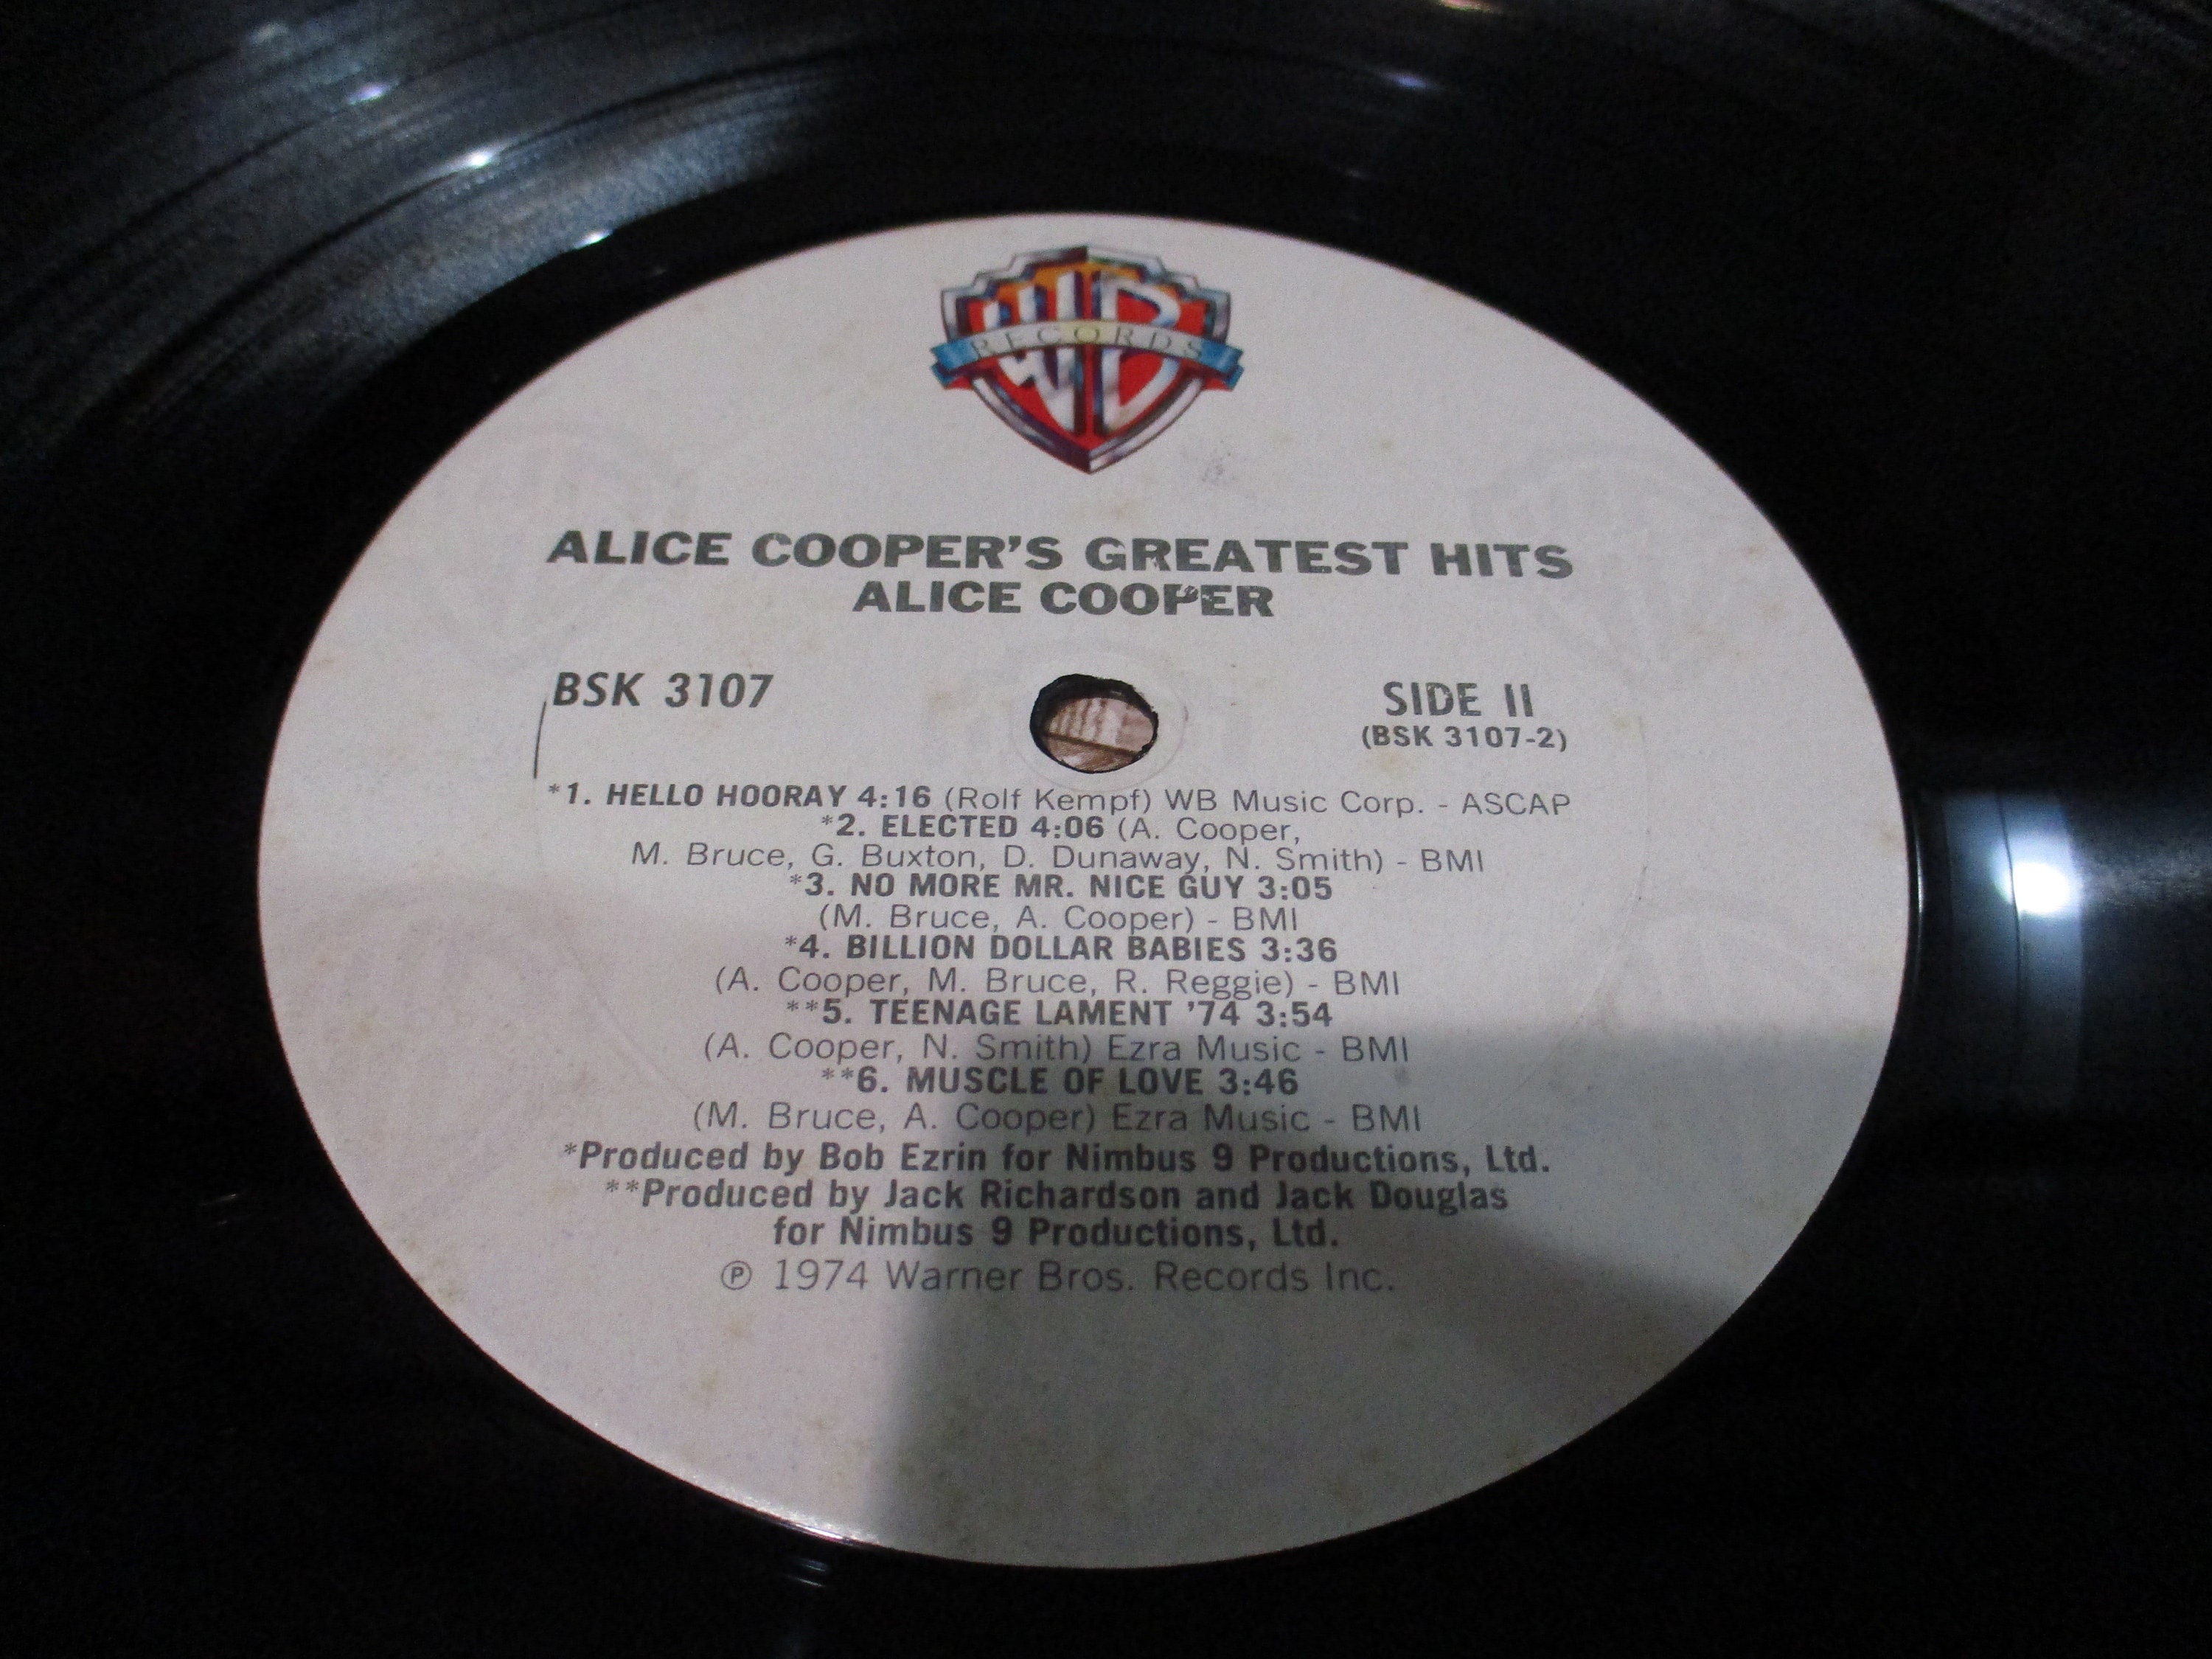 WB
RECORDS
ALICE COOPER'S GREATEST HITS
ALICE COOPER
BSK 3107
SIDE II
(BSK 3107-2)
*1. HELLO HOORAY 4:16 (Rolf Kempf) WB Music Corp. - ASCAP
*2. ELECTED 4:06 (A. Cooper,
M. Bruce, G. Buxton, D. Dunaway, N. Smith) - BMI
*3. NO MORE MR. NICE GUY 3:05
(M. Bruce, A. Cooper) - BMI
*4. BILLION DOLLAR BABIES 3:36
(A. Cooper, M. Bruce, R. Reggie) - BMI
**5. TEENAGE LAMENT '74 3:54
(A. Cooper, N. Smith) Ezra Music - BMI
**6. MUSCLE OF LOVE 3:46
(M. Bruce, A. Cooper) Ezra Music - BMI
*Produced by Bob Ezrin for Nimbus 9 Productions, Ltd.
**Produced by Jack Richardson and Jack Douglas
for Nimbus 9 Productions, Ltd.
℗ 1974 Warner Bros. Records Inc.